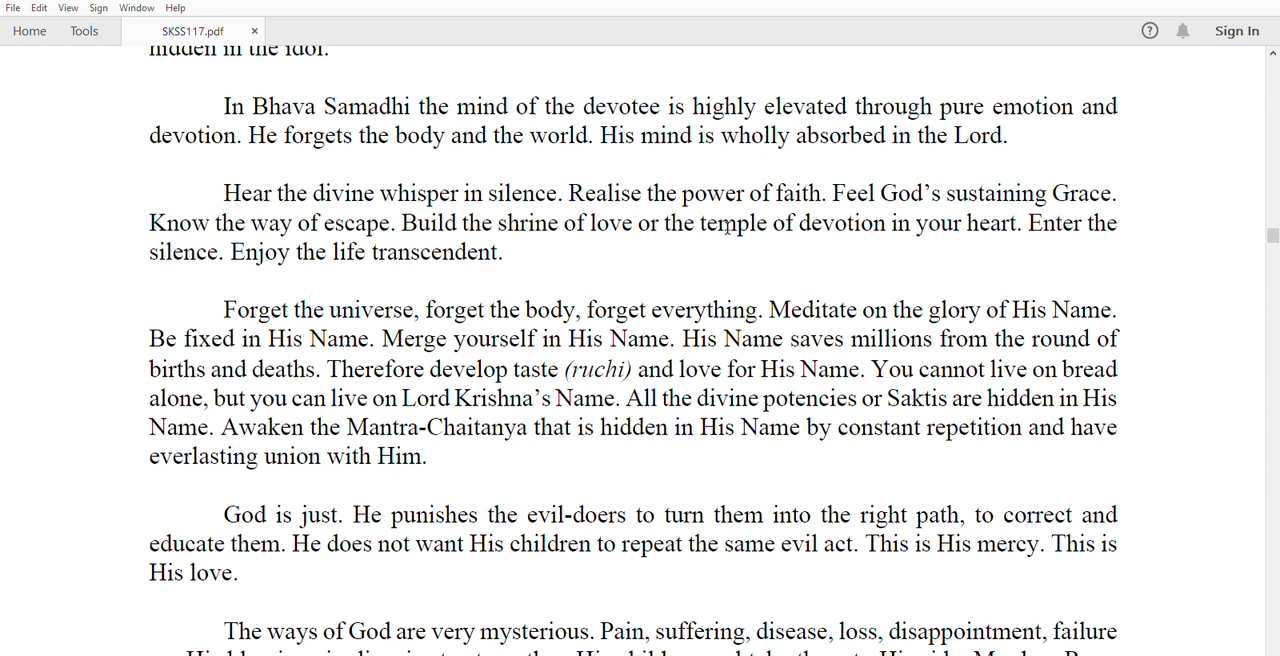 File Edit View Sign Window Help
Home Tools SKSS117.pdf × Sign In
hidden in the idol.
In Bhava Samadhi the mind of the devotee is highly elevated through pure emotion and
devotion. He forgets the body and the world. His mind is wholly absorbed in the Lord.
Hear the divine whisper in silence. Realise the power of faith. Feel God’s sustaining Grace.
Know the way of escape. Build the shrine of love or the temple of devotion in your heart. Enter the
silence. Enjoy the life transcendent.
Forget the universe, forget the body, forget everything. Meditate on the glory of His Name.
Be fixed in His Name. Merge yourself in His Name. His Name saves millions from the round of
births and deaths. Therefore develop taste (ruchi) and love for His Name. You cannot live on bread
alone, but you can live on Lord Krishna’s Name. All the divine potencies or Saktis are hidden in His
Name. Awaken the Mantra-Chaitanya that is hidden in His Name by constant repetition and have
everlasting union with Him.
God is just. He punishes the evil-doers to turn them into the right path, to correct and
educate them. He does not want His children to repeat the same evil act. This is His mercy. This is
His love.
The ways of God are very mysterious. Pain, suffering, disease, loss, disappointment, failure